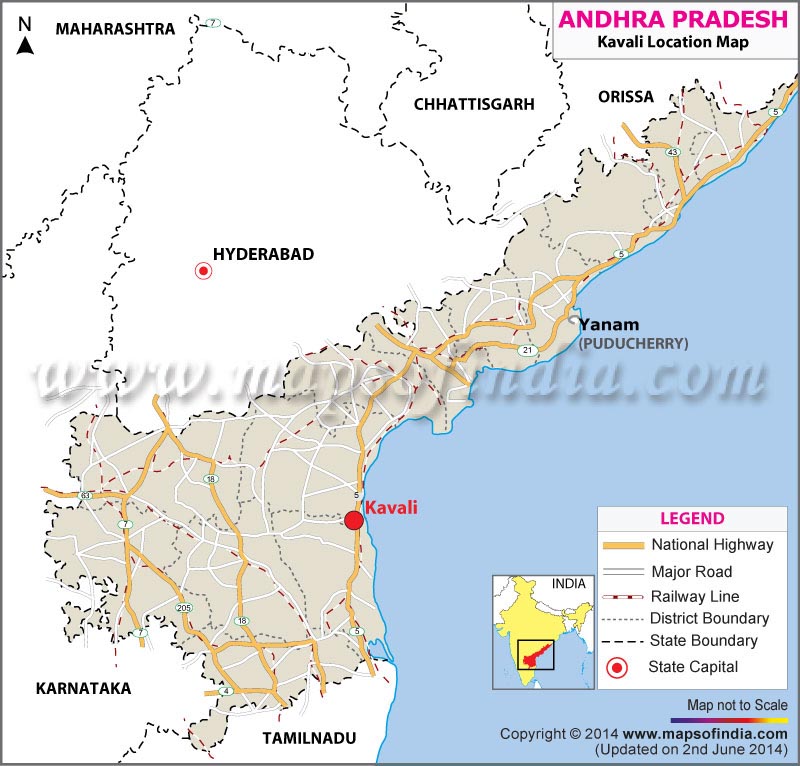 ANDHRA PRADESH
Kavali Location Map
N
7
MAHARASHTRA
CHHATTISGARH
ORISSA
5
43
HYDERABAD
5
Yanam
(PUDUCHERRY)
21
www.mapsofindia.com
18
63
5
Kavali
7
205
18
7
5
4
KARNATAKA
TAMILNADU
INDIA
LEGEND
National Highway
Major Road
Railway Line
District Boundary
State Boundary
State Capital
Map not to Scale
Copyright © 2014 www.mapsofindia.com
(Updated on 2nd June 2014)